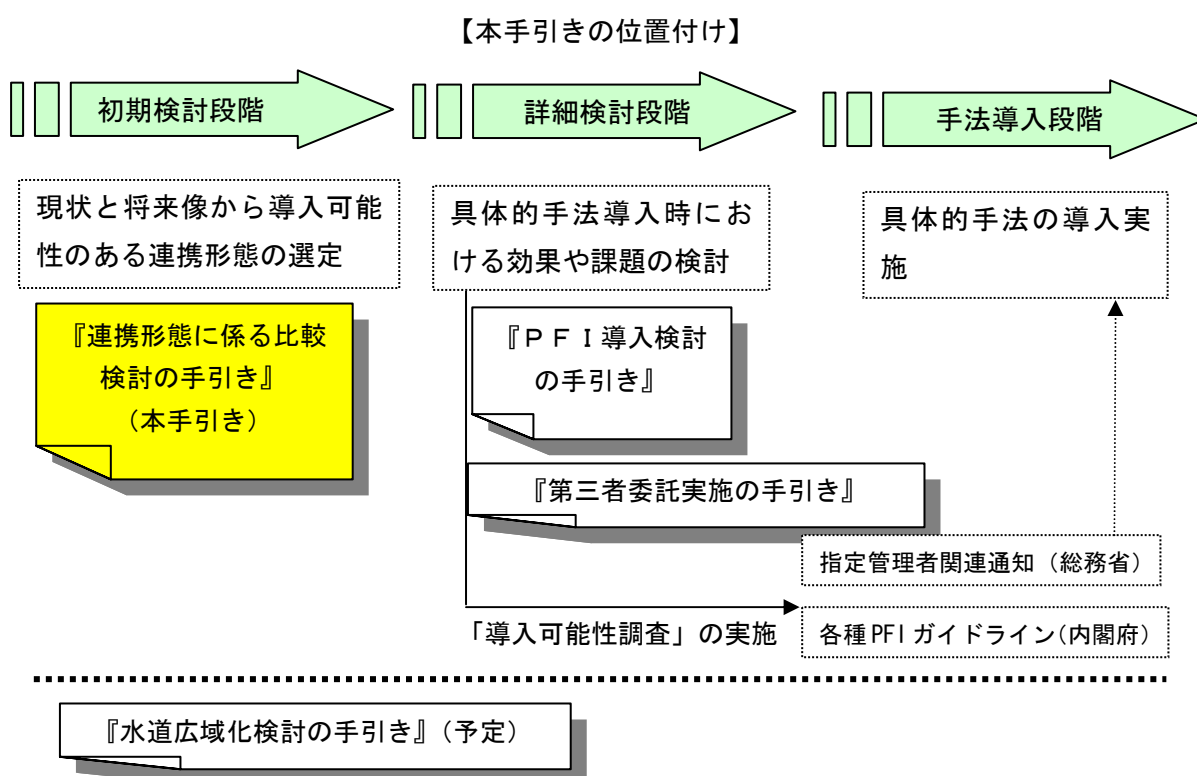 【本手引きの位置付け】
初期検討段階
詳細検討段階
手法導入段階
現状と将来像から導入可能
性のある連携形態の選定
具体的手法導入時にお
ける効果や課題の検討
具体的手法の導入実
施
『連携形態に係る比較
検討の手引き』
（本手引き）
『ＰＦＩ導入検討
の手引き』
『第三者委託実施の手引き』
指定管理者関連通知（総務省）
「導入可能性調査」の実施
各種PFIガイドライン(内閣府)
『水道広域化検討の手引き』（予定）